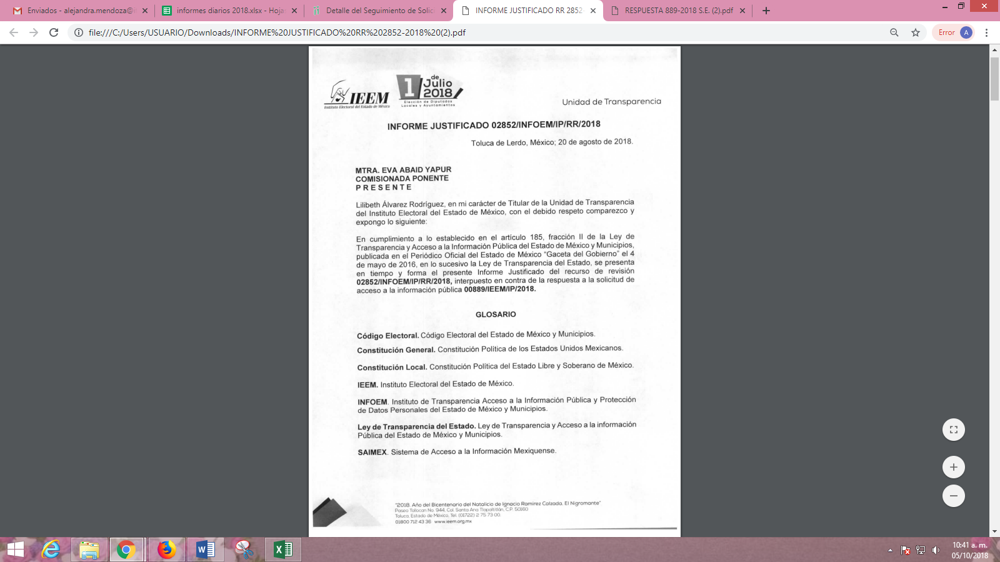 Enviados - alejandra.mendoza@i
informes diarios 2018.xlsx - Hoja
Detalle del Seguimiento de Solic
INFORME JUSTIFICADO RR 2852-
RESPUESTA 889-2018 S.E. (2).pdf
file:///C:/Users/USUARIO/Downloads/INFORME%20JUSTIFICADO%20RR%202852-2018%20(2).pdf
Error
A
IEEM
Instituto Electoral del Estado de México
1 de Julio 2018
Elección de Diputados
Locales y Ayuntamientos
Unidad de Transparencia
INFORME JUSTIFICADO 02852/INFOEM/IP/RR/2018
Toluca de Lerdo, México; 20 de agosto de 2018.
MTRA. EVA ABAID YAPUR
COMISIONADA PONENTE
P R E S E N T E
Lilibeth Álvarez Rodríguez, en mi carácter de Titular de la Unidad de Transparencia
del Instituto Electoral del Estado de México, con el debido respeto comparezco y
expongo lo siguiente:
En cumplimiento a lo establecido en el artículo 185, fracción II de la Ley de
Transparencia y Acceso a la Información Pública del Estado de México y Municipios,
publicada en el Periódico Oficial del Estado de México “Gaceta del Gobierno” el 4
de mayo de 2016, en lo sucesivo la Ley de Transparencia del Estado, se presenta
en tiempo y forma el presente Informe Justificado del recurso de revisión
02852/INFOEM/IP/RR/2018, interpuesto en contra de la respuesta a la solicitud de
acceso a la información pública 00889/IEEM/IP/2018.
GLOSARIO
Código Electoral. Código Electoral del Estado de México y Municipios.
Constitución General. Constitución Política de los Estados Unidos Mexicanos.
Constitución Local. Constitución Política del Estado Libre y Soberano de México.
IEEM. Instituto Electoral del Estado de México.
INFOEM. Instituto de Transparencia Acceso a la Información Pública y Protección
de Datos Personales del Estado de México y Municipios.
Ley de Transparencia del Estado. Ley de Transparencia y Acceso a la información
Pública del Estado de México y Municipios.
SAIMEX. Sistema de Acceso a la Información Mexiquense.
“2018. Año del Bicentenario del Natalicio de Ignacio Ramírez Calzada, El Nigromante”
Paseo Tollocan No. 944, Col. Santa Ana Tlapaltitlán, C.P. 50160
Toluca, Estado de México, Tel. (01722) 2 75 73 00.
01800 712 43 36 www.ieem.org.mx
10:41 a. m.
05/10/2018